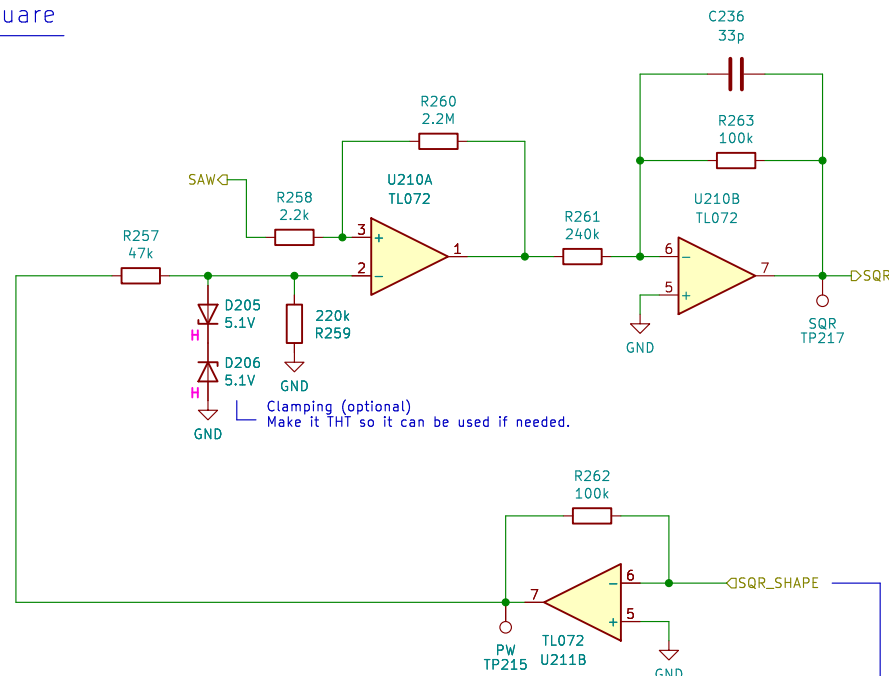 uare
C236
33p
R260
2.2M
R263
100k
SAW
U210A
TL072
R258
2.2k
3
+
1
2
−
U210B
TL072
R261
240k
6
−
7
5
+
SQR
R257
47k
D205
5.1V
H
220k
R259
GND
SQR
TP217
D206
5.1V
H
GND
GND
Clamping (optional)
Make it THT so it can be used if needed.
R262
100k
6
−
SQR_SHAPE
7
5
+
PW
TP215
TL072
U211B
GND